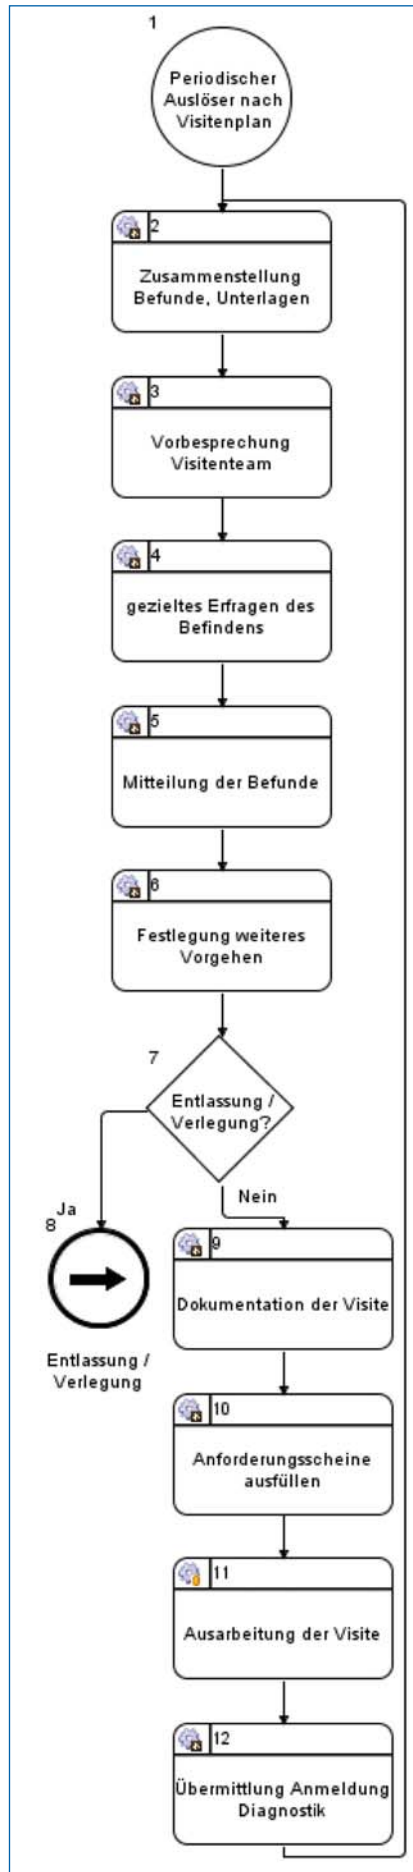 1
Periodischer
Auslöser nach
Visitenplan
2
Zusammenstellung
Befunde, Unterlagen
3
Vorbesprechung
Visitenteam
4
gezieltes Erfragen des
Befindens
5
Mitteilung der Befunde
6
Festlegung weiteres
Vorgehen
7
Entlassung /
Verlegung?
Ja
8
Entlassung /
Verlegung
Nein
9
Dokumentation der Visite
10
Anforderungsscheine
ausfüllen
11
Ausarbeitung der Visite
12
Übermittlung Anmeldung
Diagnostik